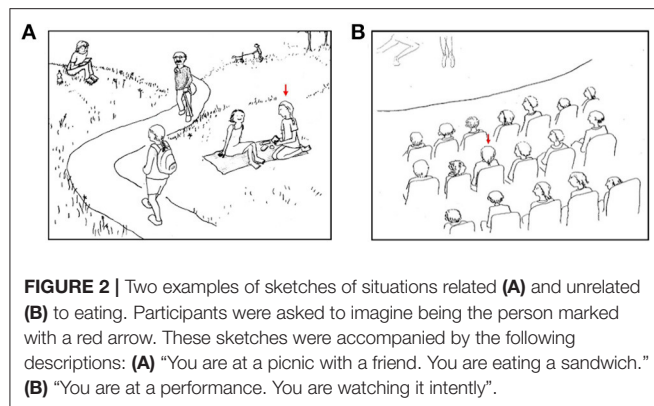 A
B
FIGURE 2 | Two examples of sketches of situations related (A) and unrelated
(B) to eating. Participants were asked to imagine being the person marked
with a red arrow. These sketches were accompanied by the following
descriptions: (A) “You are at a picnic with a friend. You are eating a sandwich.”
(B) “You are at a performance. You are watching it intently”.